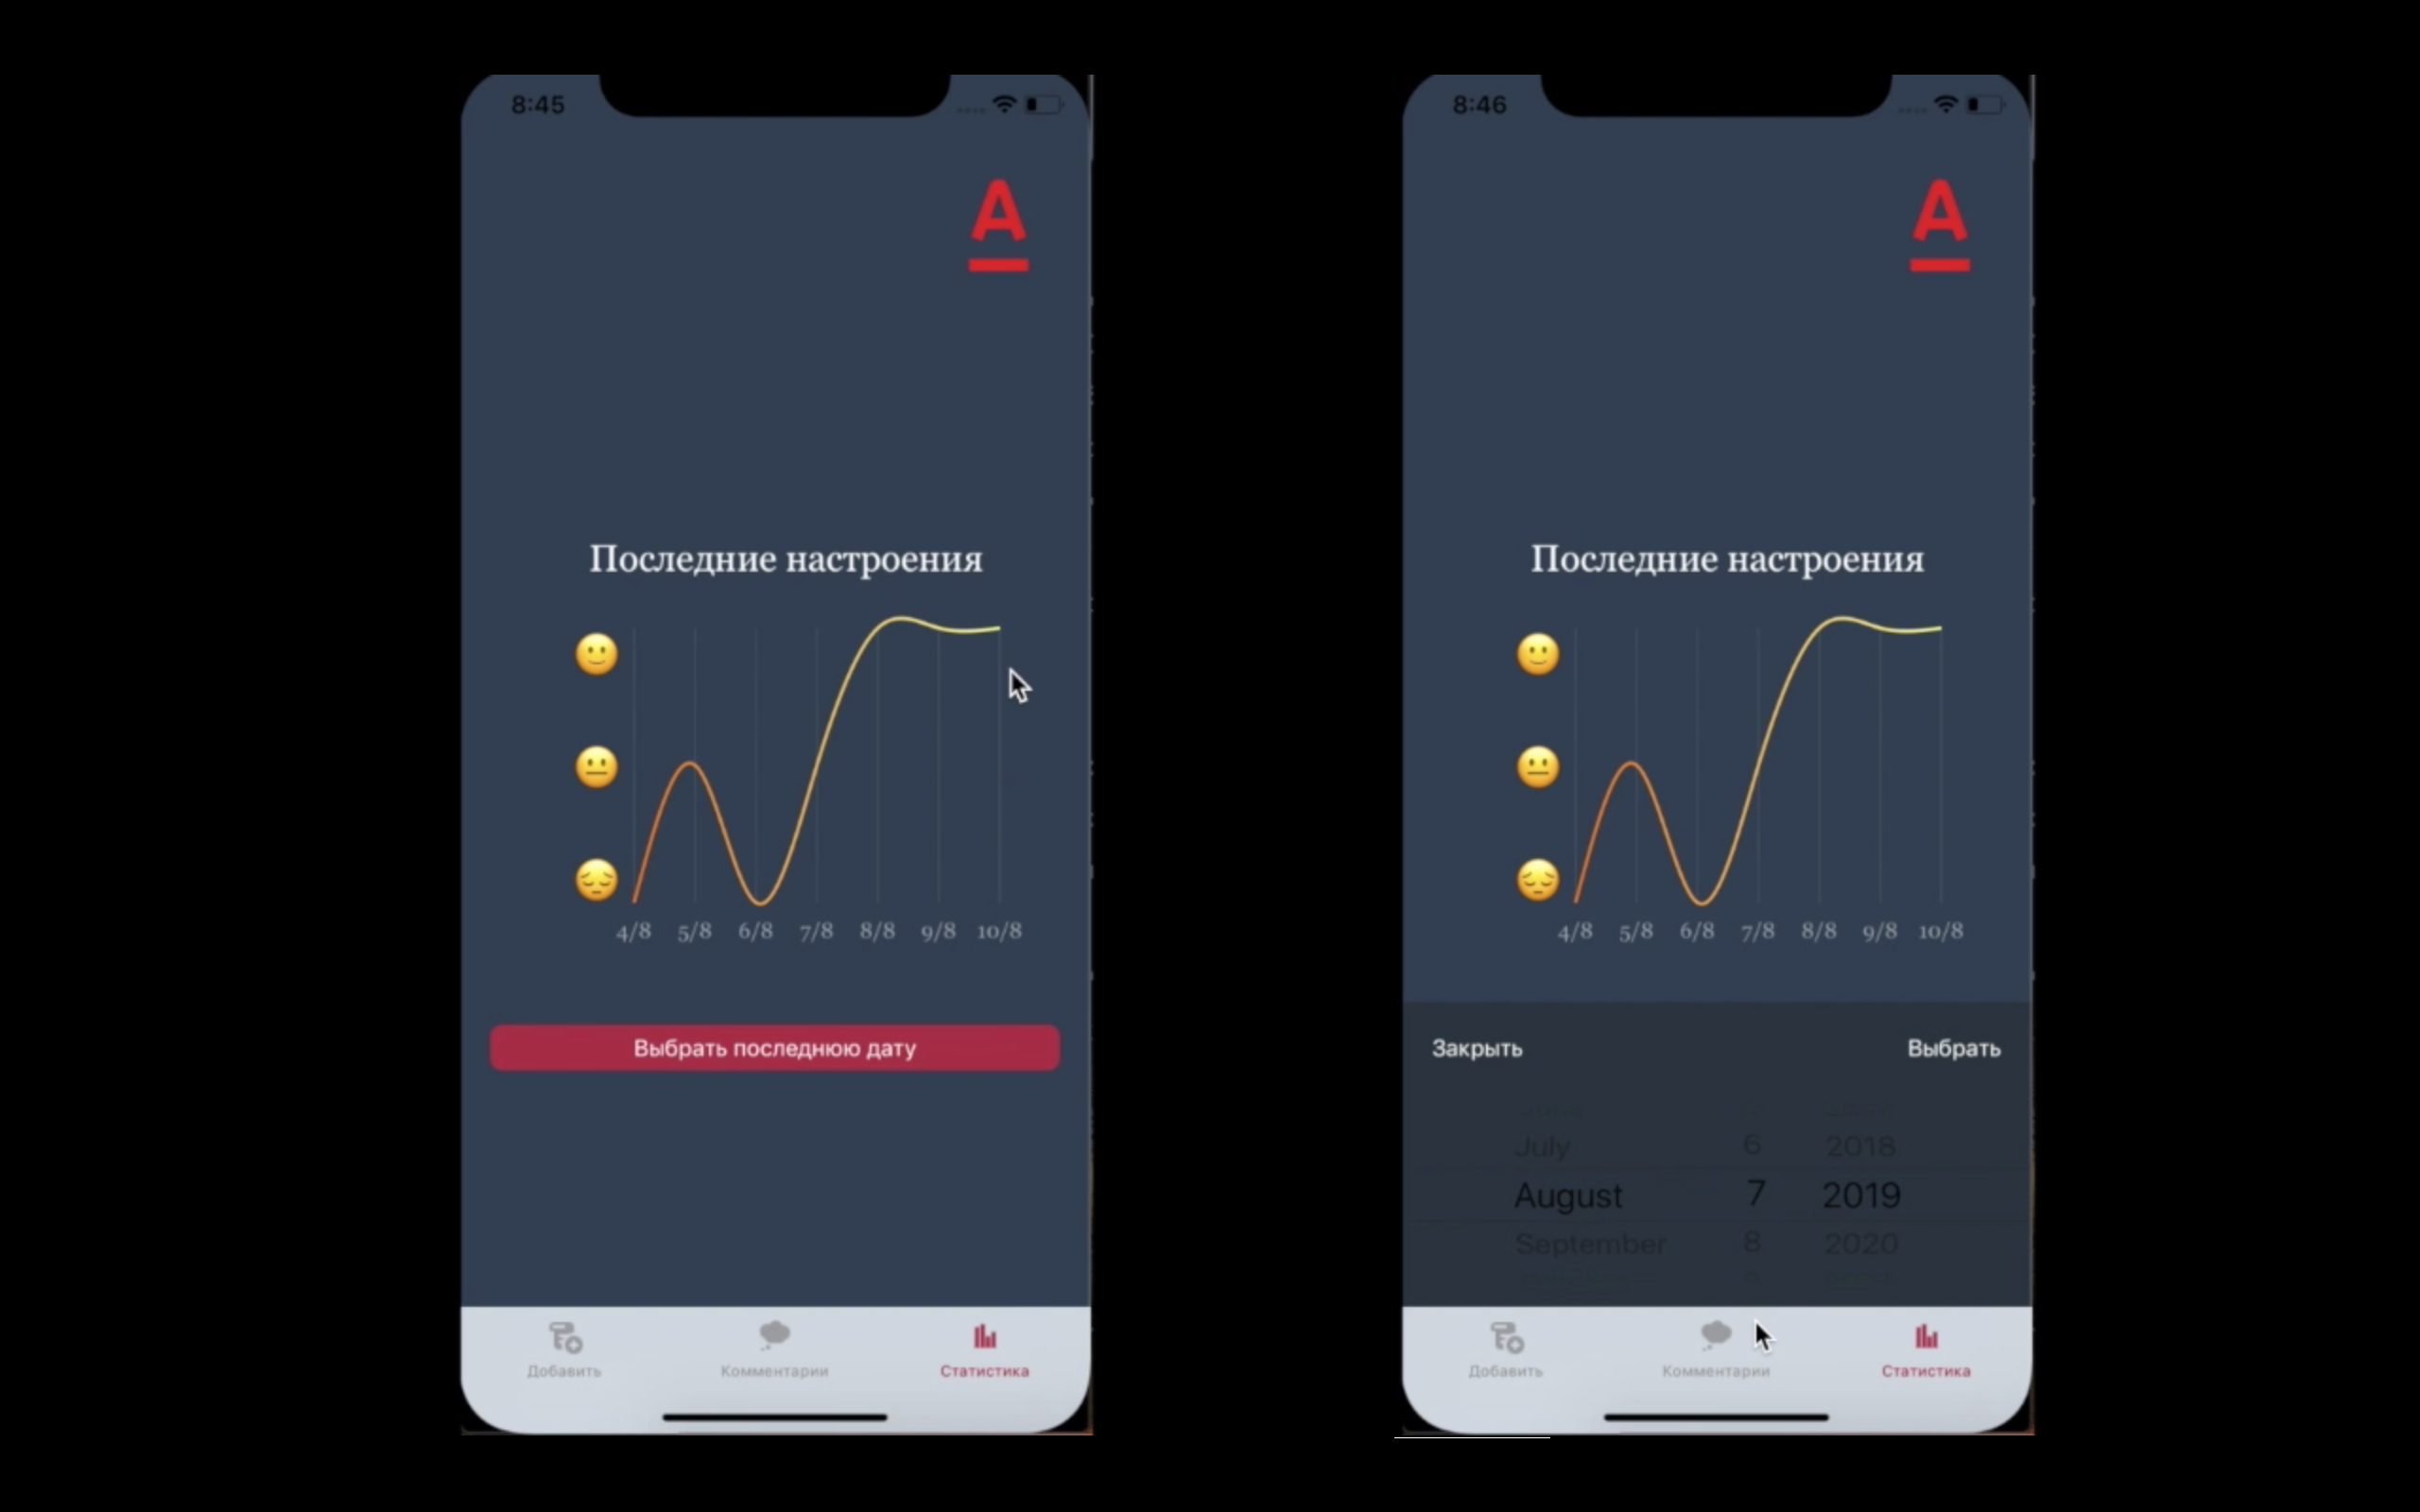 8:45
A
Последние настроения
4/8 5/8 6/8 7/8 8/8 9/8 10/8
Выбрать последнюю дату
Добавить Комментарии Статистика
8:46
A
Последние настроения
4/8 5/8 6/8 7/8 8/8 9/8 10/8
Закрыть Выбрать
July 6 2018
August 7 2019
September 8 2020
Добавить Комментарии Статистика